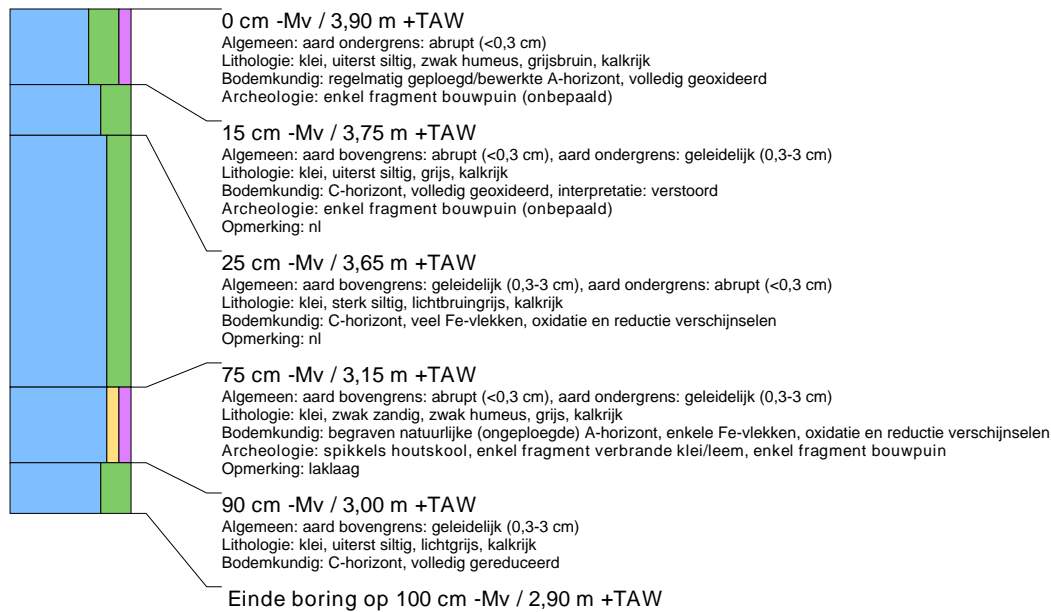 0 cm -Mv / 3,90 m +TAW
Algemeen: aard ondergrens: abrupt (<0,3 cm)
Lithologie: klei, uiterst siltig, zwak humeus, grijsbruin, kalkrijk
Bodemkundig: regelmatig geploegd/bewerkte A-horizont, volledig geoxideerd
Archeologie: enkel fragment bouwpuin (onbepaald)
15 cm -Mv / 3,75 m +TAW
Algemeen: aard bovengrens: abrupt (<0,3 cm), aard ondergrens: geleidelijk (0,3-3 cm)
Lithologie: klei, uiterst siltig, grijs, kalkrijk
Bodemkundig: C-horizont, volledig geoxideerd, interpretatie: verstoord
Archeologie: enkel fragment bouwpuin (onbepaald)
Opmerking: nl
25 cm -Mv / 3,65 m +TAW
Algemeen: aard bovengrens: geleidelijk (0,3-3 cm), aard ondergrens: abrupt (<0,3 cm)
Lithologie: klei, sterk siltig, lichtbruingrijs, kalkrijk
Bodemkundig: C-horizont, veel Fe-vlekken, oxidatie en reductie verschijnselen
Opmerking: nl
75 cm -Mv / 3,15 m +TAW
Algemeen: aard bovengrens: abrupt (<0,3 cm), aard ondergrens: geleidelijk (0,3-3 cm)
Lithologie: klei, zwak zandig, zwak humeus, grijs, kalkrijk
Bodemkundig: begraven natuurlijke (ongeploegde) A-horizont, enkele Fe-vlekken, oxidatie en reductie verschijnselen
Archeologie: spikkels houtskool, enkel fragment verbrande klei/leem, enkel fragment bouwpuin
Opmerking: laklaag
90 cm -Mv / 3,00 m +TAW
Algemeen: aard bovengrens: geleidelijk (0,3-3 cm)
Lithologie: klei, uiterst siltig, lichtgrijs, kalkrijk
Bodemkundig: C-horizont, volledig gereduceerd
Einde boring op 100 cm -Mv / 2,90 m +TAW